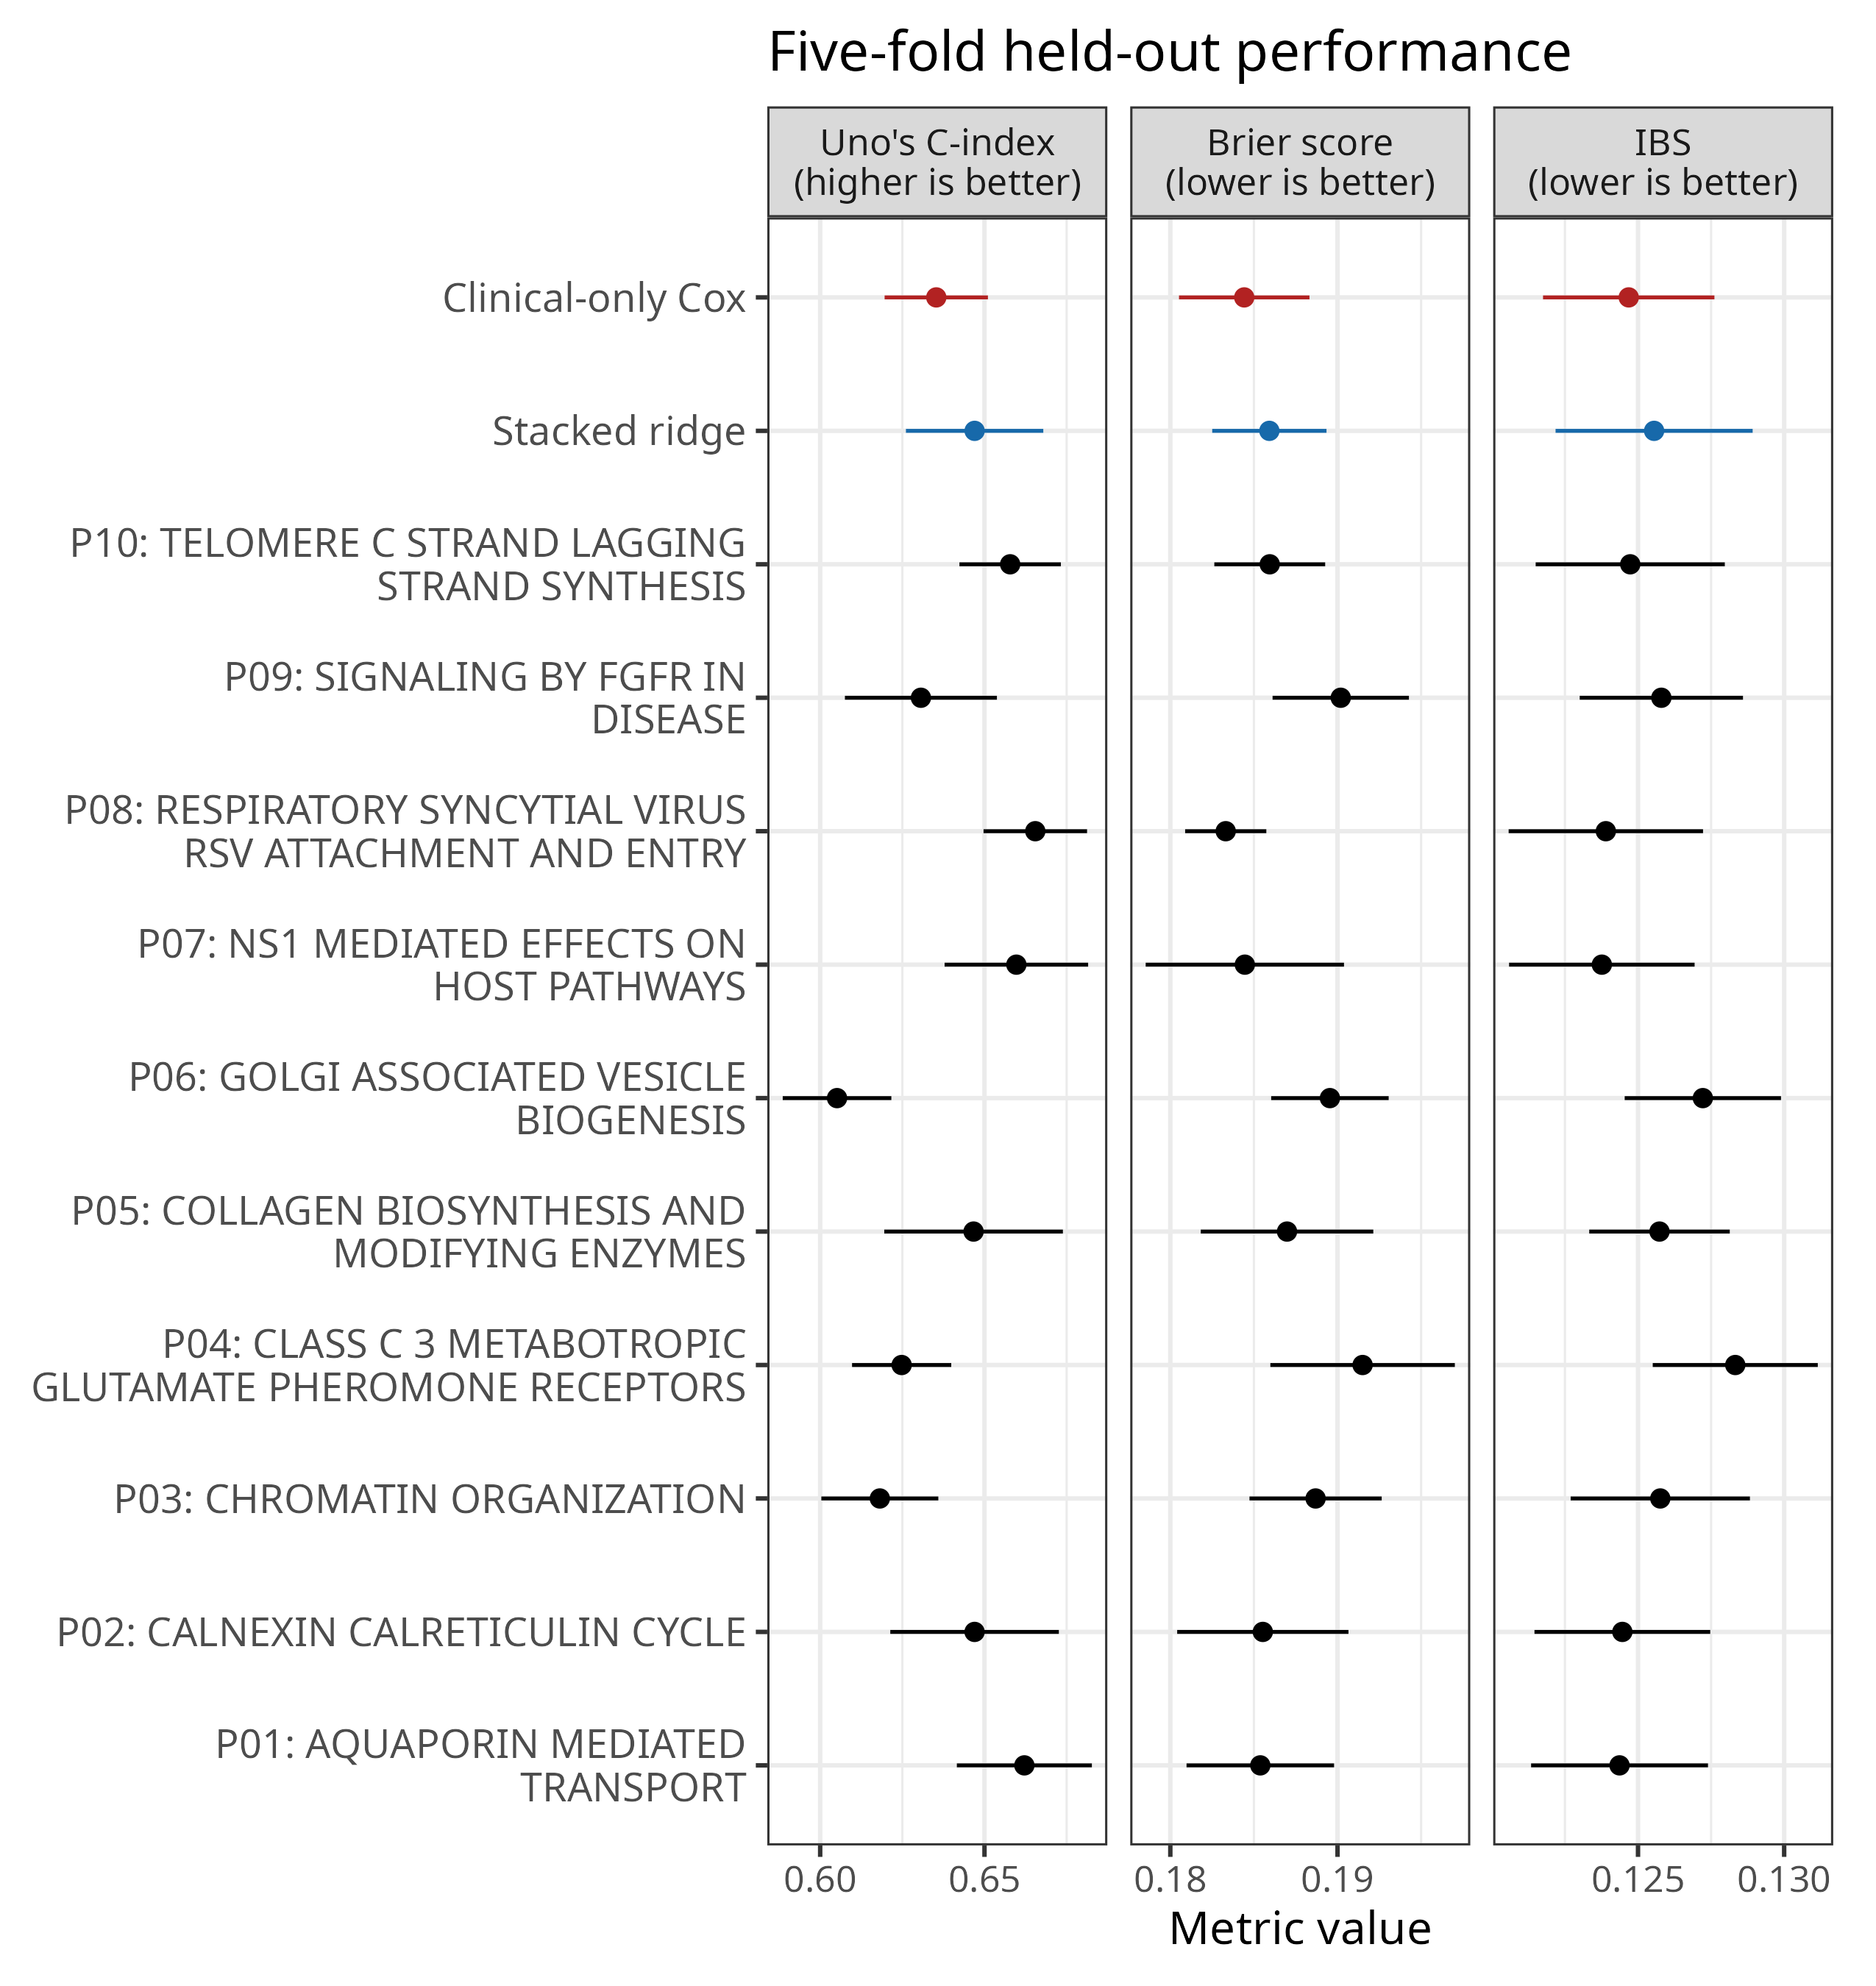 Five-fold held-out performance
Uno's C-index
(higher is better)
Brier score
(lower is better)
IBS
(lower is better)
Clinical-only Cox
Stacked ridge
P10: TELOMERE C STRAND LAGGING
STRAND SYNTHESIS
P09: SIGNALING BY FGFR IN
DISEASE
P08: RESPIRATORY SYNCYTIAL VIRUS
RSV ATTACHMENT AND ENTRY
P07: NS1 MEDIATED EFFECTS ON
HOST PATHWAYS
P06: GOLGI ASSOCIATED VESICLE
BIOGENESIS
P05: COLLAGEN BIOSYNTHESIS AND
MODIFYING ENZYMES
P04: CLASS C 3 METABOTROPIC
GLUTAMATE PHEROMONE RECEPTORS
P03: CHROMATIN ORGANIZATION
P02: CALNEXIN CALRETICULIN CYCLE
P01: AQUAPORIN MEDIATED
TRANSPORT
0.60 0.65 0.18 0.19 0.125 0.130
Metric value